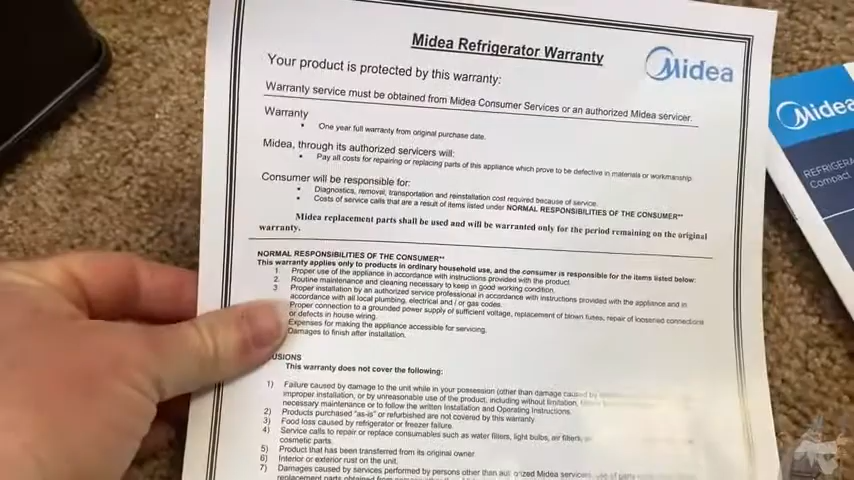 Midea Refrigerator Warranty
Midea
Your product is protected by this warranty:
Warranty service must be obtained from Midea Consumer Services or an authorized Midea servicer.
Warranty
• One year full warranty from original purchase date.
Midea, through its authorized servicers will:
• Pay all costs for repairing or replacing parts of this appliance which prove to be defective in materials or workmanship.
Consumer will be responsible for:
• Diagnostics, removal, transportation and reinstallation cost required because of service.
• Costs of service calls that are a result of items listed under NORMAL RESPONSIBILITIES OF THE CONSUMER**
Midea replacement parts shall be used and will be warranted only for the period remaining on the original
warranty.
NORMAL RESPONSIBILITIES OF THE CONSUMER**
This warranty applies only to products in ordinary household use, and the consumer is responsible for the items listed below:
1. Proper use of the appliance in accordance with instructions provided with the product.
2. Routine maintenance and cleaning necessary to keep in good working condition.
3. Proper installation by an authorized service professional in accordance with instructions provided with the appliance and in
accordance with all local plumbing, electrical and / or gas codes.
Proper connection to a grounded power supply of sufficient voltage, replacement of blown fuses, repair of loosened connections
or defects in house wiring.
Expenses for making the appliance accessible for servicing.
Damages to finish after installation.
USIONS
This warranty does not cover the following:
1) Failure caused by damage to the unit while in your possession (other than damage caused by
improper installation, or by unreasonable use of the product, including without limitation,
necessary maintenance or to follow the written Installation and Operating Instructions.
2) Products purchased "as-is" or refurbished are not covered by this warranty.
3) Food loss caused by refrigerator or freezer failure.
4) Service calls to repair or replace consumables such as water filters, light bulbs, air filters,
cosmetic parts.
5) Product that has been transferred from its original owner.
6) Interior or exterior rust on the unit.
7) Damages caused by services performed by persons other than Midea
replacement parts obtained from
Midea
REFRIGERA
Compact